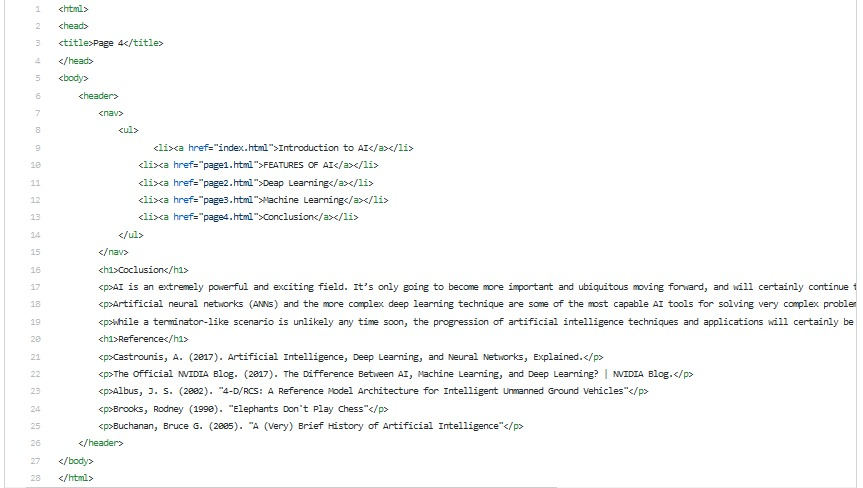 1 <html>
2 <head>
3 <title>Page 4</title>
4 </head>
5 <body>
6 <header>
7 <nav>
8 <ul>
9 <li><a href="index.html">Introduction to AI</a></li>
10 <li><a href="page1.html">FEATURES OF AI</a></li>
11 <li><a href="page2.html">Deap Learning</a></li>
12 <li><a href="page3.html">Machine Learning</a></li>
13 <li><a href="page4.html">Conclusion</a></li>
14 </ul>
15 </nav>
16 <h1>Coclusion</h1>
17 <p>AI is an extremely powerful and exciting field. It's only going to become more important and ubiquitous moving forward, and will certainly continue
18 <p>Artificial neural networks (ANNs) and the more complex deep learning technique are some of the most capable AI tools for solving very complex
19 <p>While a terminator-like scenario is unlikely any time soon, the progression of artificial intelligence techniques and applications will certainly be
20 <h1>Reference</h1>
21 <p>Castrounis, A. (2017). Artificial Intelligence, Deep Learning, and Neural Networks, Explained.</p>
22 <p>The Official NVIDIA Blog. (2017). The Difference Between AI, Machine Learning, and Deep Learning? | NVIDIA Blog.</p>
23 <p>Albus, J. S. (2002). "4-D/RCS: A Reference Model Architecture for Intelligent Unmanned Ground Vehicles"</p>
24 <p>Brooks, Rodney (1990). "Elephants Don't Play Chess"</p>
25 <p>Buchanan, Bruce G. (2005). "A (Very) Brief History of Artificial Intelligence"</p>
26 </header>
27 </body>
28 </html>